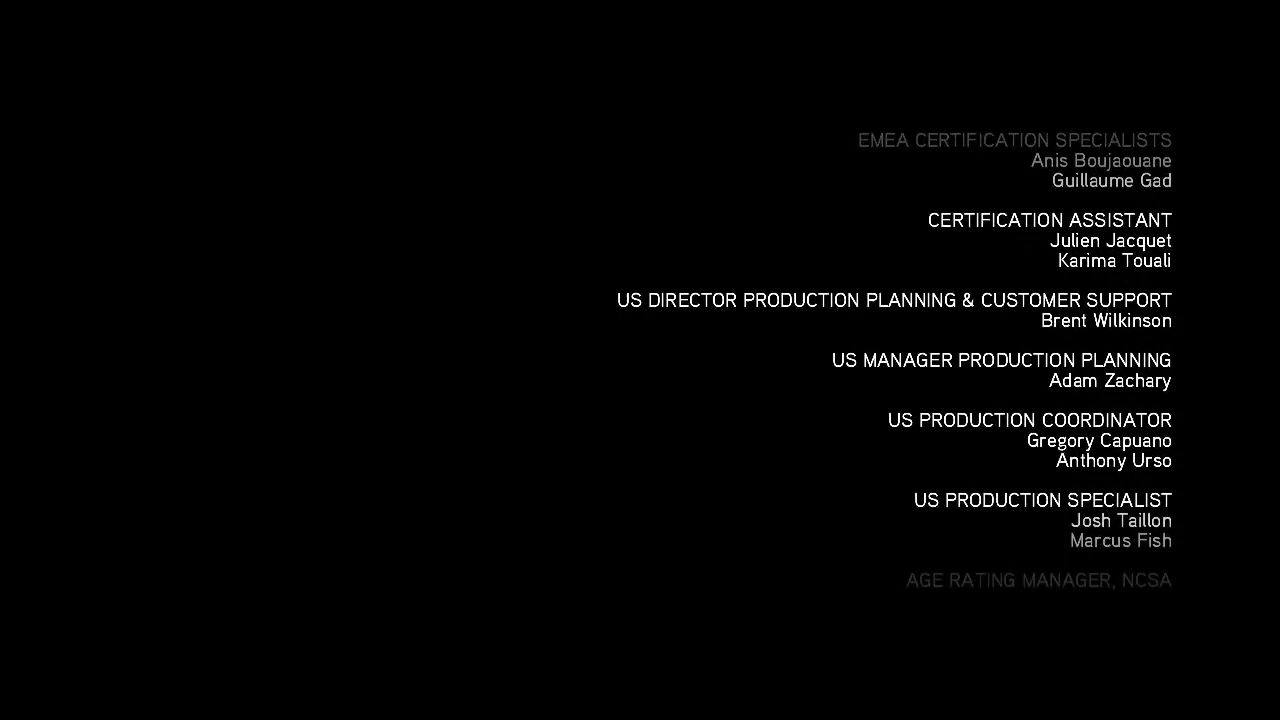 EMEA CERTIFICATION SPECIALISTS
Anis Boujaouane
Guillaume Gad
CERTIFICATION ASSISTANT
Julien Jacquet
Karima Touali
US DIRECTOR PRODUCTION PLANNING & CUSTOMER SUPPORT
Brent Wilkinson
US MANAGER PRODUCTION PLANNING
Adam Zachary
US PRODUCTION COORDINATOR
Gregory Capuano
Anthony Urso
US PRODUCTION SPECIALIST
Josh Taillon
Marcus Fish
AGE RATING MANAGER, NCSA